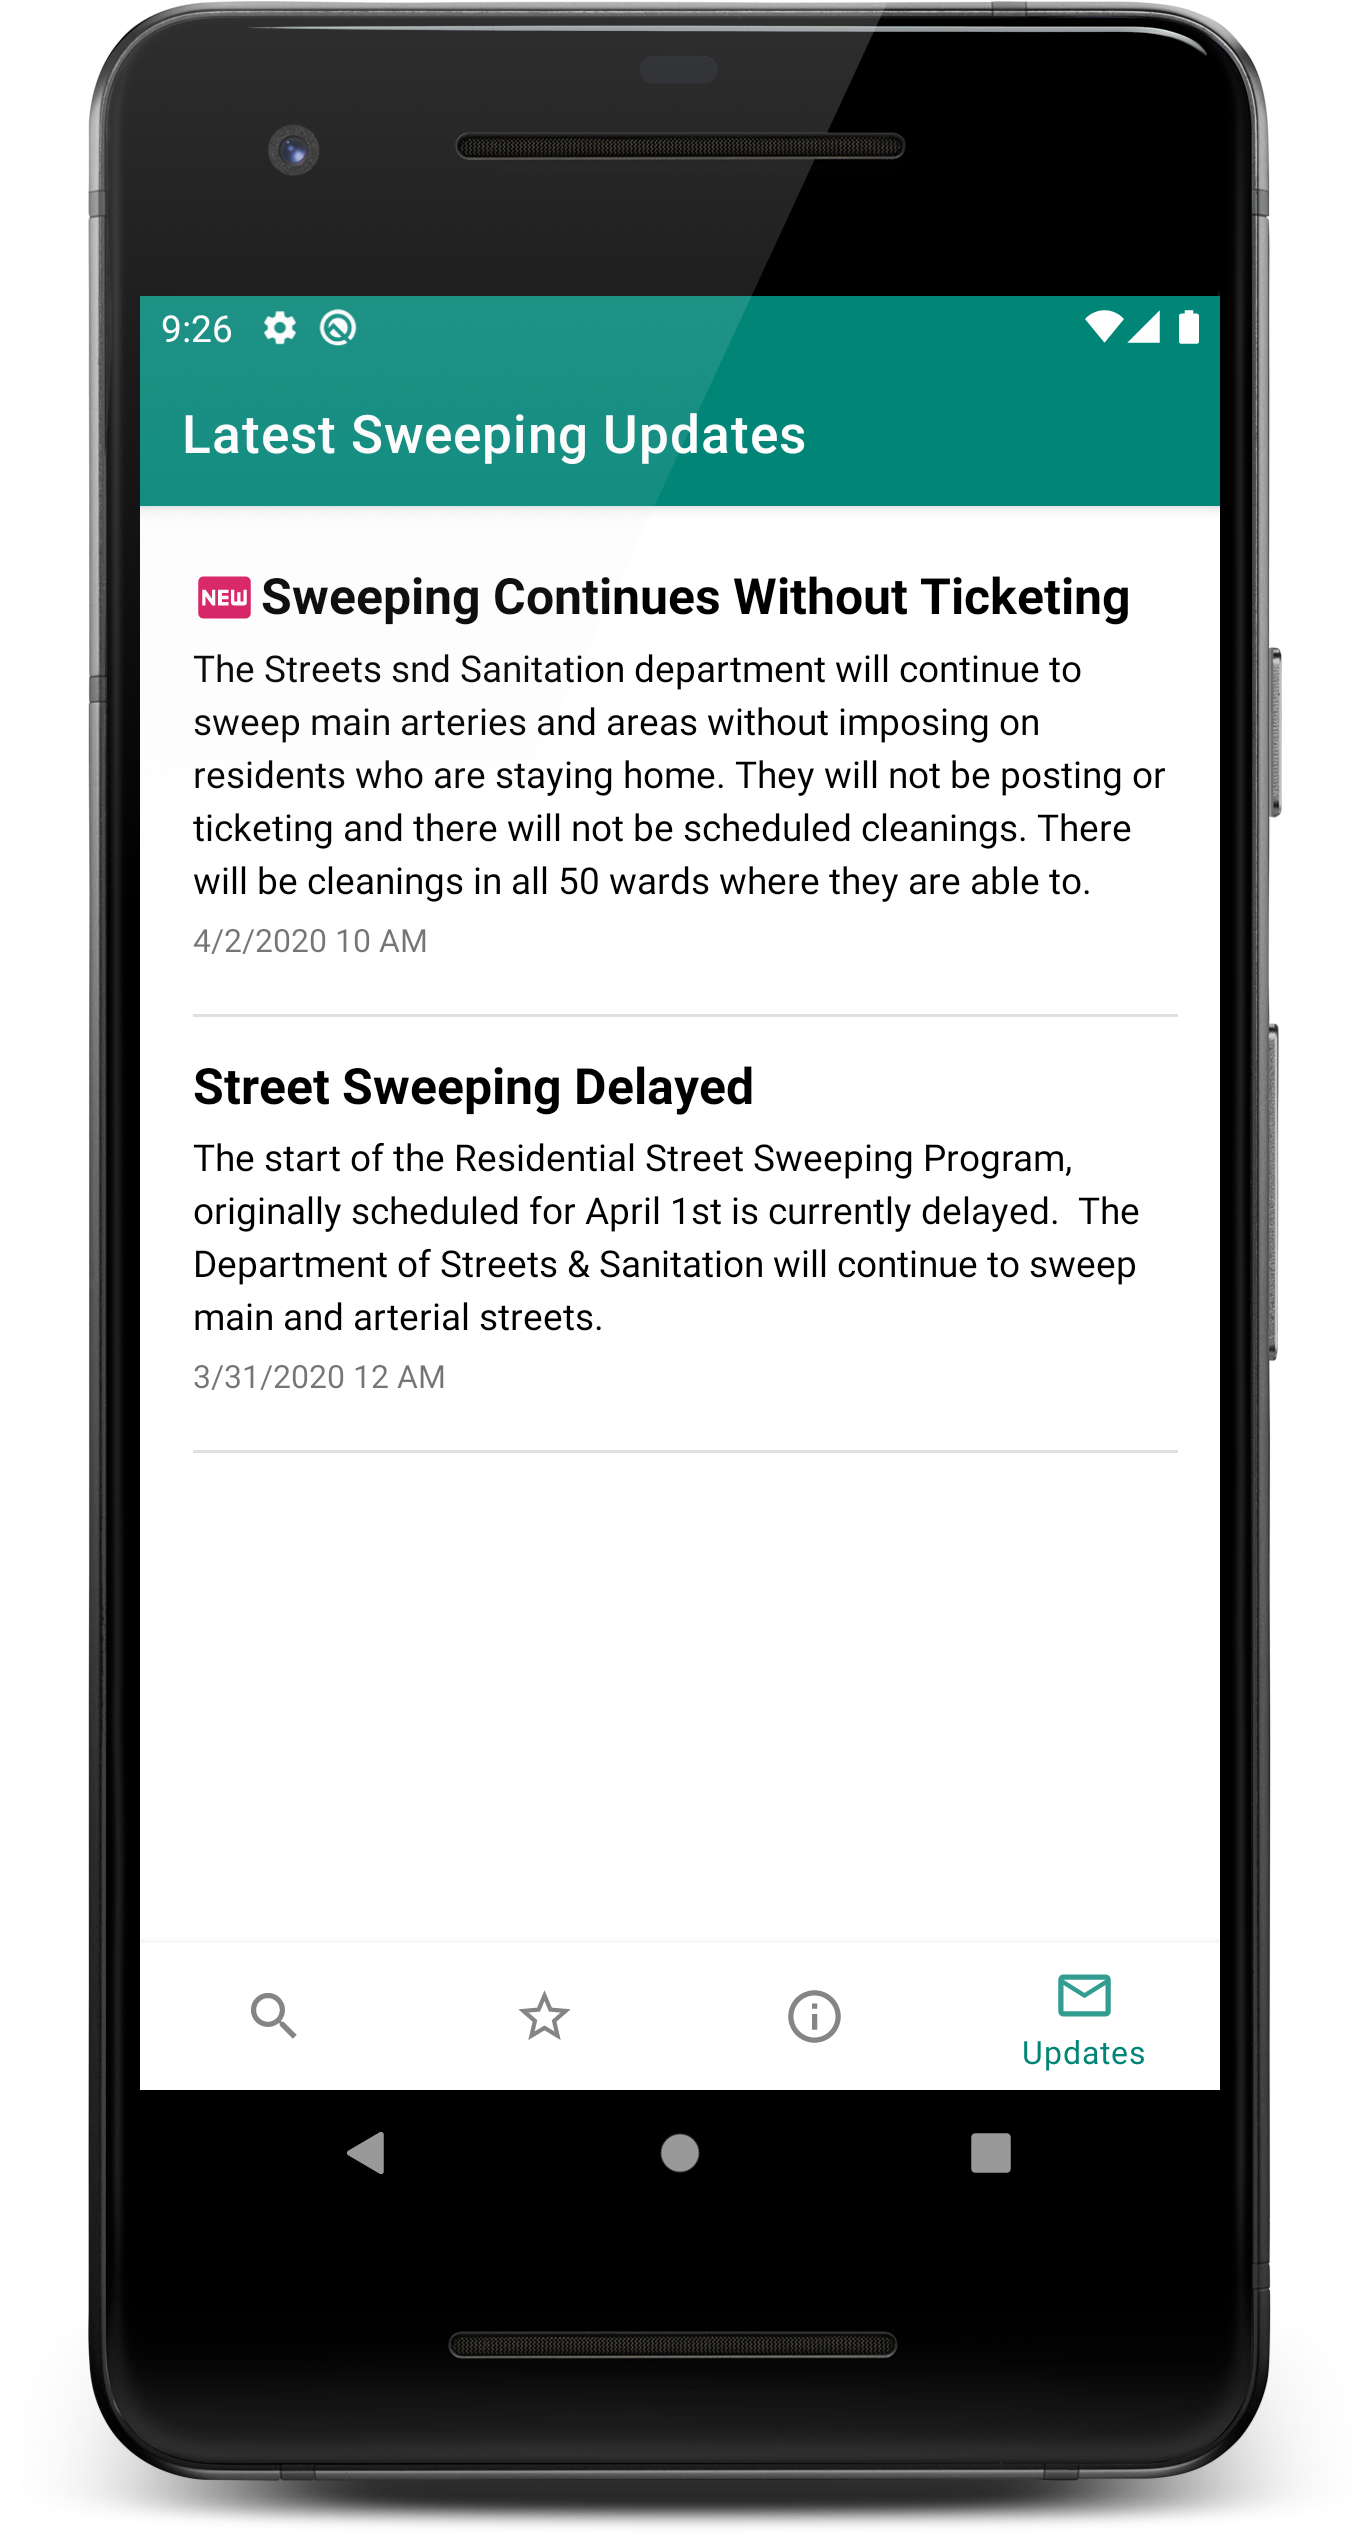 9:26
Latest Sweeping Updates
NEW Sweeping Continues Without Ticketing
The Streets snd Sanitation department will continue to
sweep main arteries and areas without imposing on
residents who are staying home. They will not be posting or
ticketing and there will not be scheduled cleanings. There
will be cleanings in all 50 wards where they are able to.
4/2/2020 10 AM
Street Sweeping Delayed
The start of the Residential Street Sweeping Program,
originally scheduled for April 1st is currently delayed.  The
Department of Streets & Sanitation will continue to sweep
main and arterial streets.
3/31/2020 12 AM
Updates